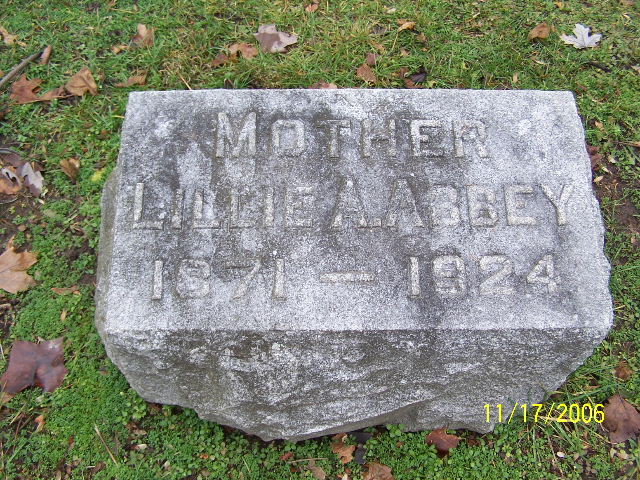 MOTHER
LILLIE A. ABBEY
1871 — 1924
11/17/2006